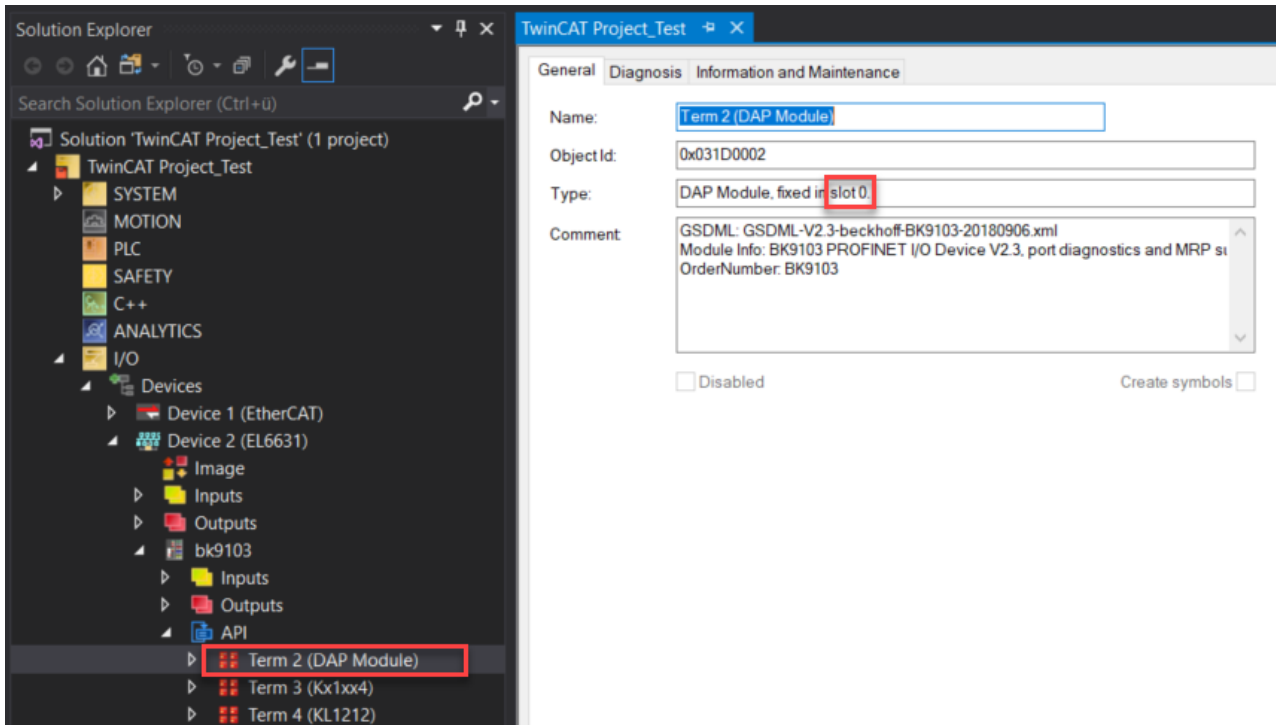 Solution Explorer
Search Solution Explorer (Ctrl+ü)
Solution 'TwinCAT Project_Test' (1 project)
TwinCAT Project_Test
SYSTEM
MOTION
PLC
SAFETY
C++
ANALYTICS
I/O
Devices
Device 1 (EtherCAT)
Device 2 (EL6631)
Image
Inputs
Outputs
bk9103
Inputs
Outputs
API
Term 2 (DAP Module)
Term 3 (Kx1xx4)
Term 4 (KL1212)
TwinCAT Project_Test
General Diagnosis Information and Maintenance
Name: Term 2 (DAP Module)
Object Id: 0x031D0002
Type: DAP Module, fixed in slot 0.
Comment: GSDML: GSDML-V2.3-beckhoff-BK9103-20180906.xml
Module Info: BK9103 PROFINET I/O Device V2.3, port diagnostics and MRP su
OrderNumber: BK9103
Disabled Create symbols